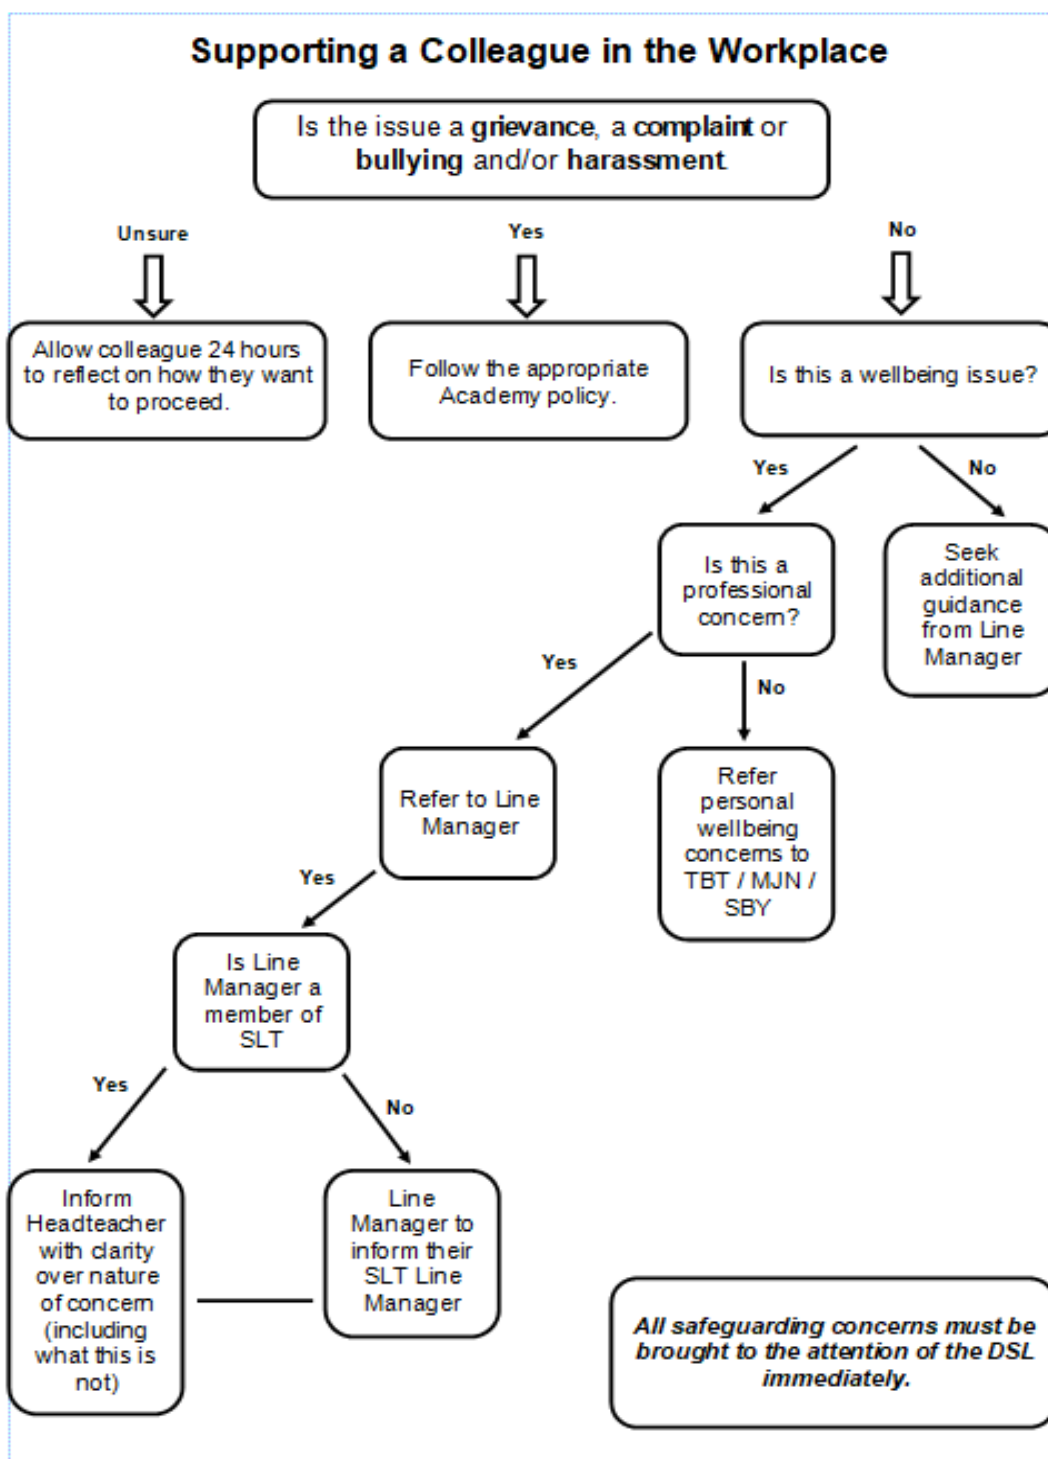 Supporting a Colleague in the Workplace
Is the issue a grievance, a complaint or
bullying and/or harassment.
Unsure
Yes
No
Allow colleague 24 hours
to reflect on how they want
to proceed.
Follow the appropriate
Academy policy.
Is this a wellbeing issue?
Yes
No
Is this a
professional
concern?
Seek
additional
guidance
from Line
Manager
Yes
No
Refer to Line
Manager
Refer
personal
wellbeing
concerns to
TBT / MJN /
SBY
Yes
Is Line
Manager a
member of
SLT
Yes
No
Inform
Headteacher
with clarity
over nature
of concern
(including
what this is
not)
Line
Manager to
inform their
SLT Line
Manager
All safeguarding concerns must be
brought to the attention of the DSL
immediately.